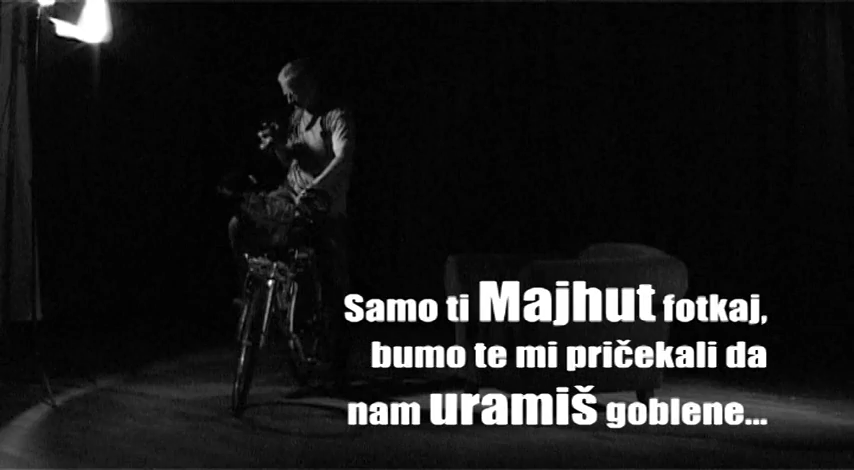 Samo ti Majhut fotkaj,
bumo te mi pričekali da
nam uramiš goblene...